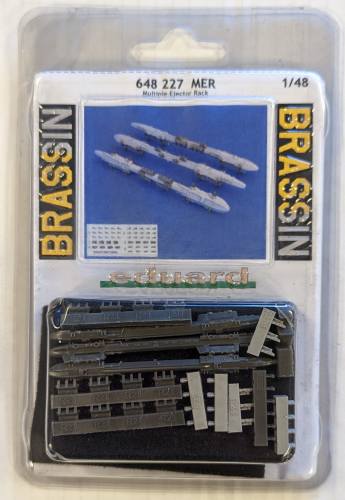 648 227 MER 1/48
Multiple Ejector Rack
BRASSIN
BRASSIN
eduard